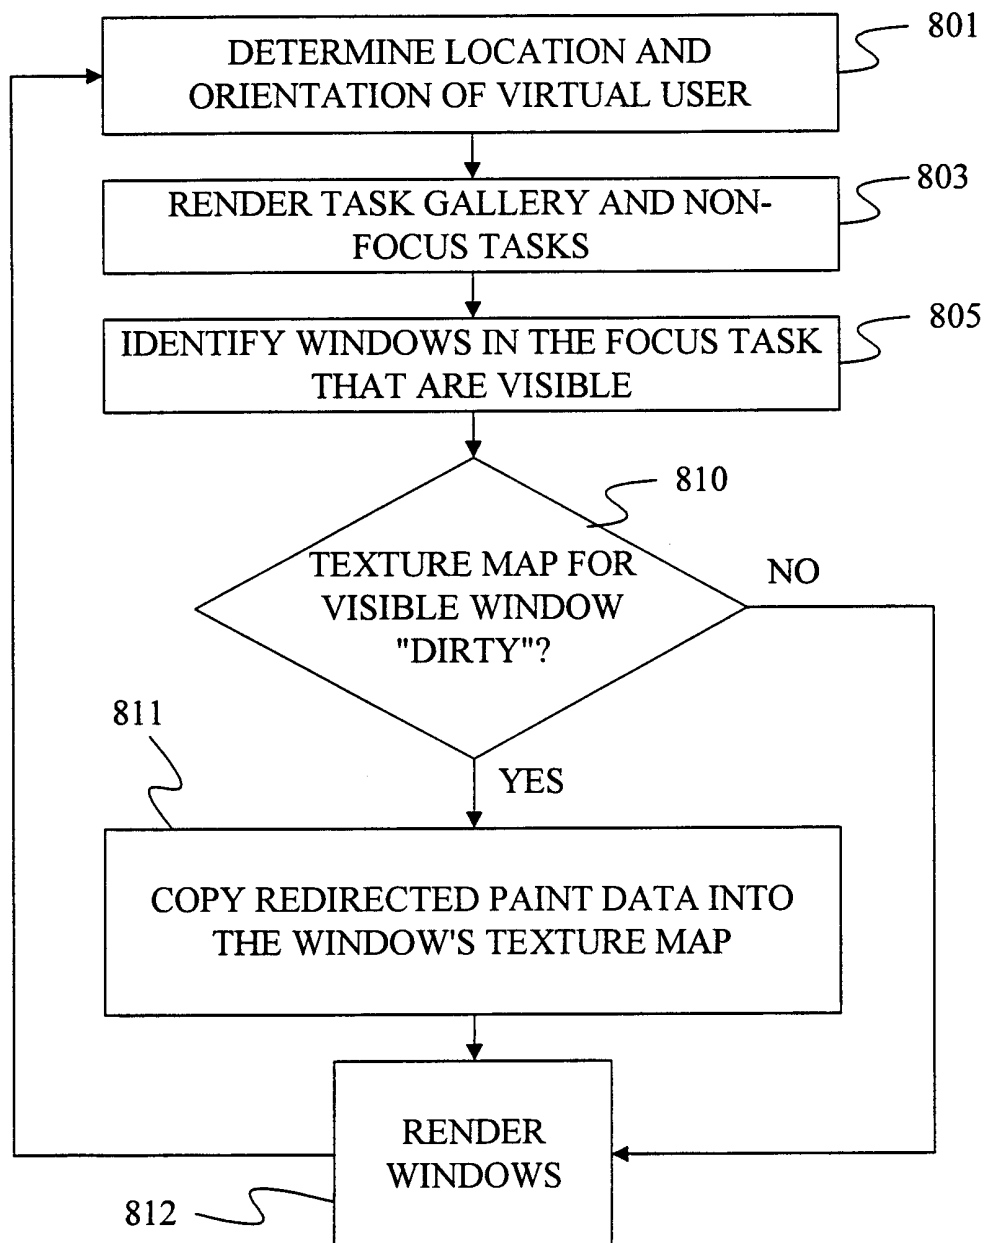 801
DETERMINE LOCATION AND
ORIENTATION OF VIRTUAL USER
803
RENDER TASK GALLERY AND NON-
FOCUS TASKS
805
IDENTIFY WINDOWS IN THE FOCUS TASK
THAT ARE VISIBLE
810
TEXTURE MAP FOR
VISIBLE WINDOW
"DIRTY"?
NO
811
YES
COPY REDIRECTED PAINT DATA INTO
THE WINDOW'S TEXTURE MAP
RENDER
WINDOWS
812